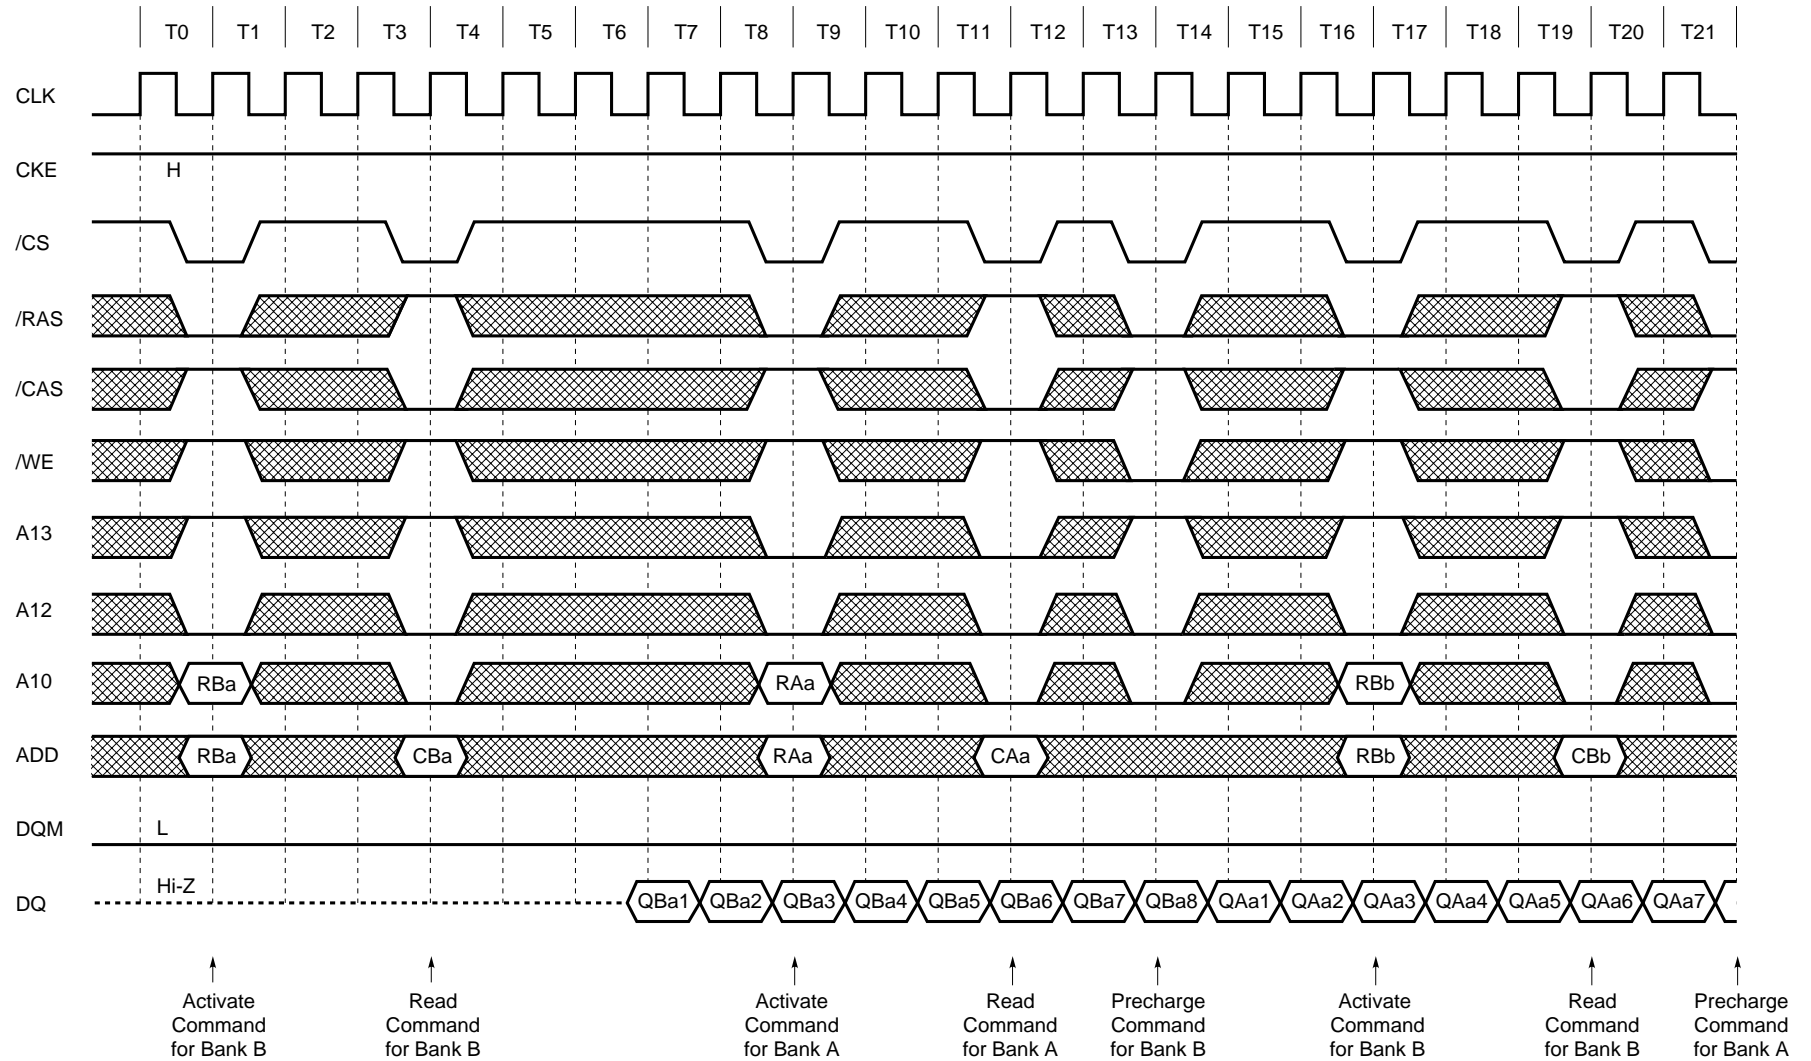 T0 T1 T2 T3 T4 T5 T6 T7 T8 T9 T10 T11 T12 T13 T14 T15 T16 T17 T18 T19 T20 T21
CLK
CKE H
/CS
/RAS
/CAS
/WE
A13
A12
A10 RBa RAa RBb
ADD RBa CBa RAa CAa RBb CBb
DQM L
Hi-Z
DQ QBa1 QBa2 QBa3 QBa4 QBa5 QBa6 QBa7 QBa8 QAa1 QAa2 QAa3 QAa4 QAa5 QAa6 QAa7
Activate Read Activate Read Precharge Activate Read Precharge
Command Command Command Command Command Command Command Command
for Bank B for Bank B for Bank A for Bank A for Bank B for Bank B for Bank B for Bank A